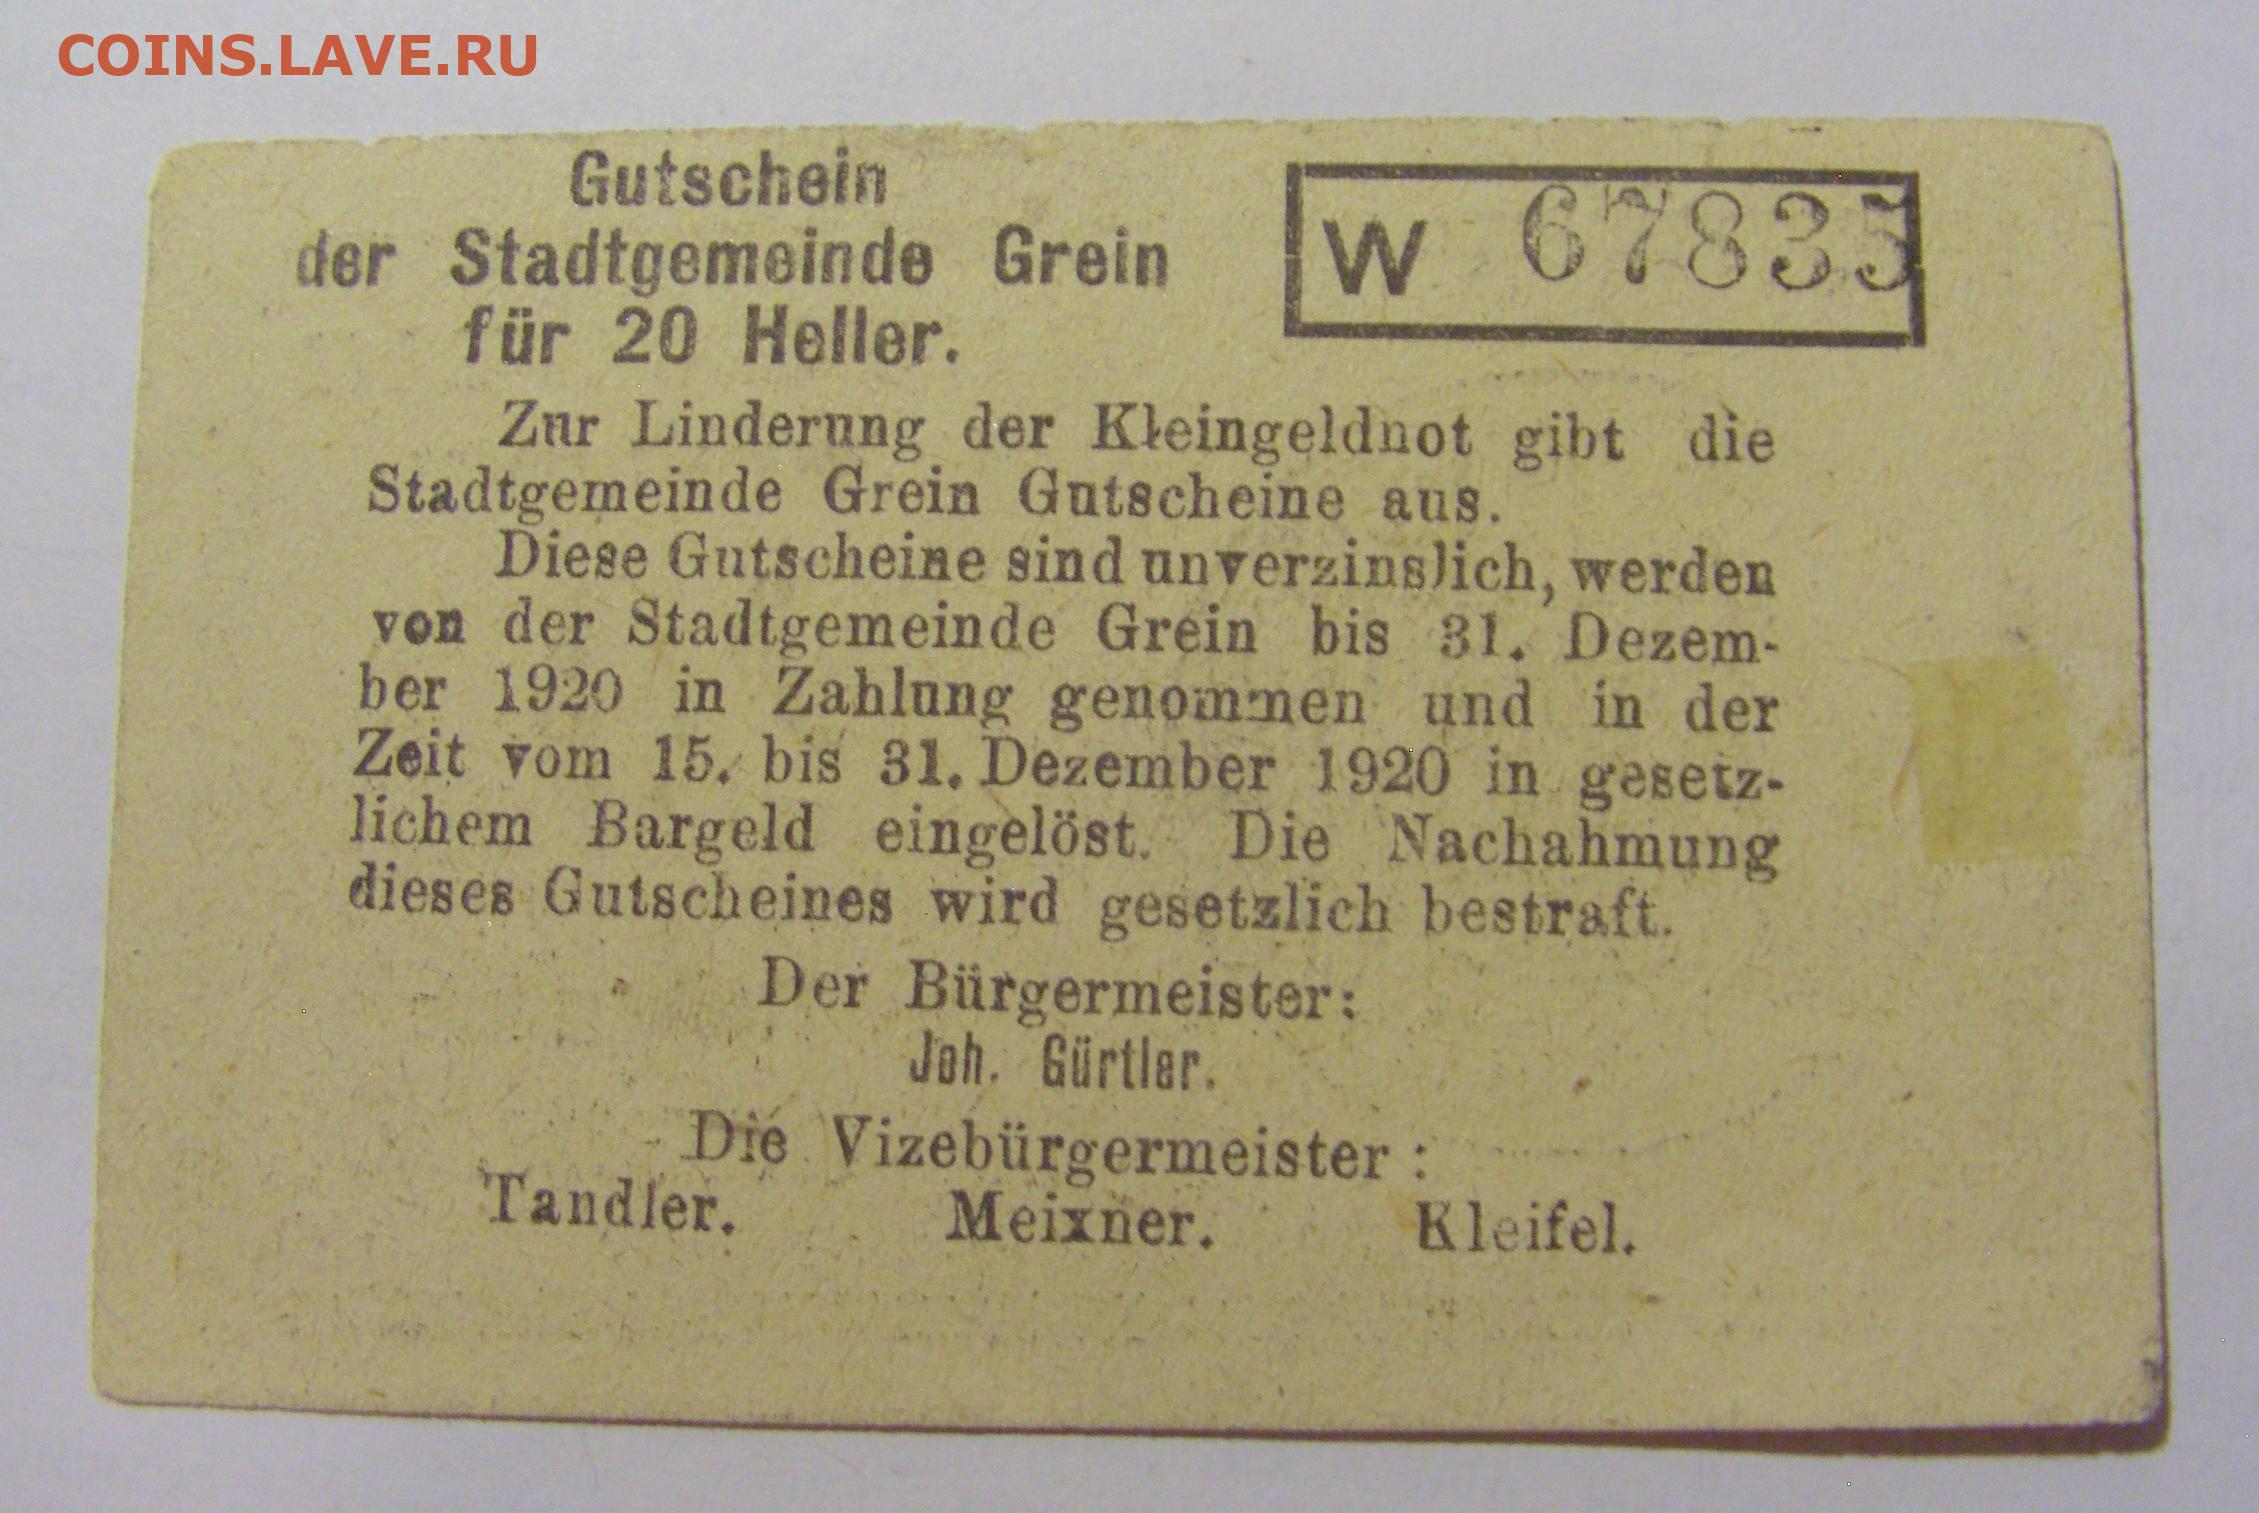 COINS.LAVE.RU
Gutschein
der Stadtgemeinde Grein
für 20 Heller.
W 67835
Zur Linderung der Kleingeldnot gibt die
Stadtgemeinde Grein Gutscheine aus.
Diese Gutscheine sind unverzinslich, werden
von der Stadtgemeinde Grein bis 31. Dezem-
ber 1920 in Zahlung genommen und in der
Zeit vom 15. bis 31. Dezember 1920 in gesetz-
lichem Bargeld eingelöst. Die Nachahmung
dieses Gutscheines wird gesetzlich bestraft.
Der Bürgermeister:
Joh. Gürtler.
Die Vizebürgermeister:
Tandler. Meixner. Kleifel.